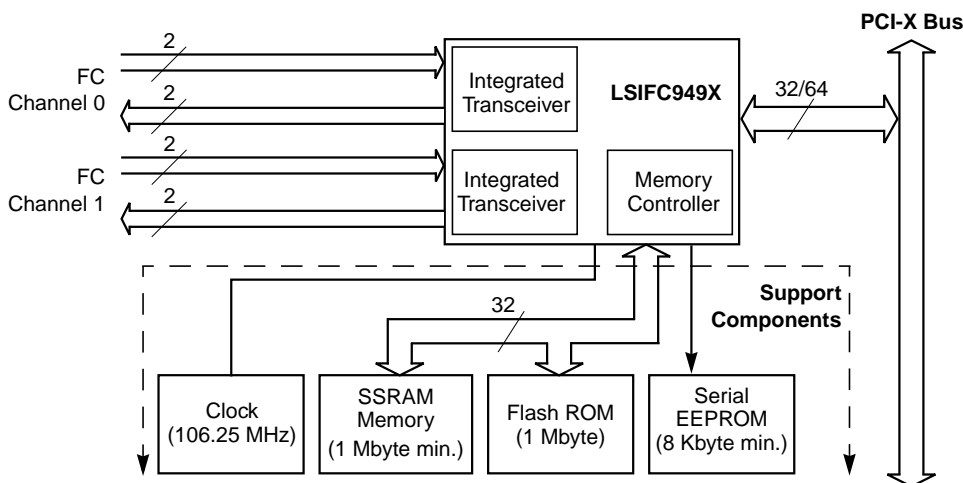 PCI-X Bus
2
FC
Channel 0
2
Integrated
Transceiver
LSIFC949X
32/64
2
FC
Channel 1
2
Integrated
Transceiver
Memory
Controller
32
Support
Components
Clock
(106.25 MHz)
SSRAM
Memory
(1 Mbyte min.)
Flash ROM
(1 Mbyte)
Serial
EEPROM
(8 Kbyte min.)